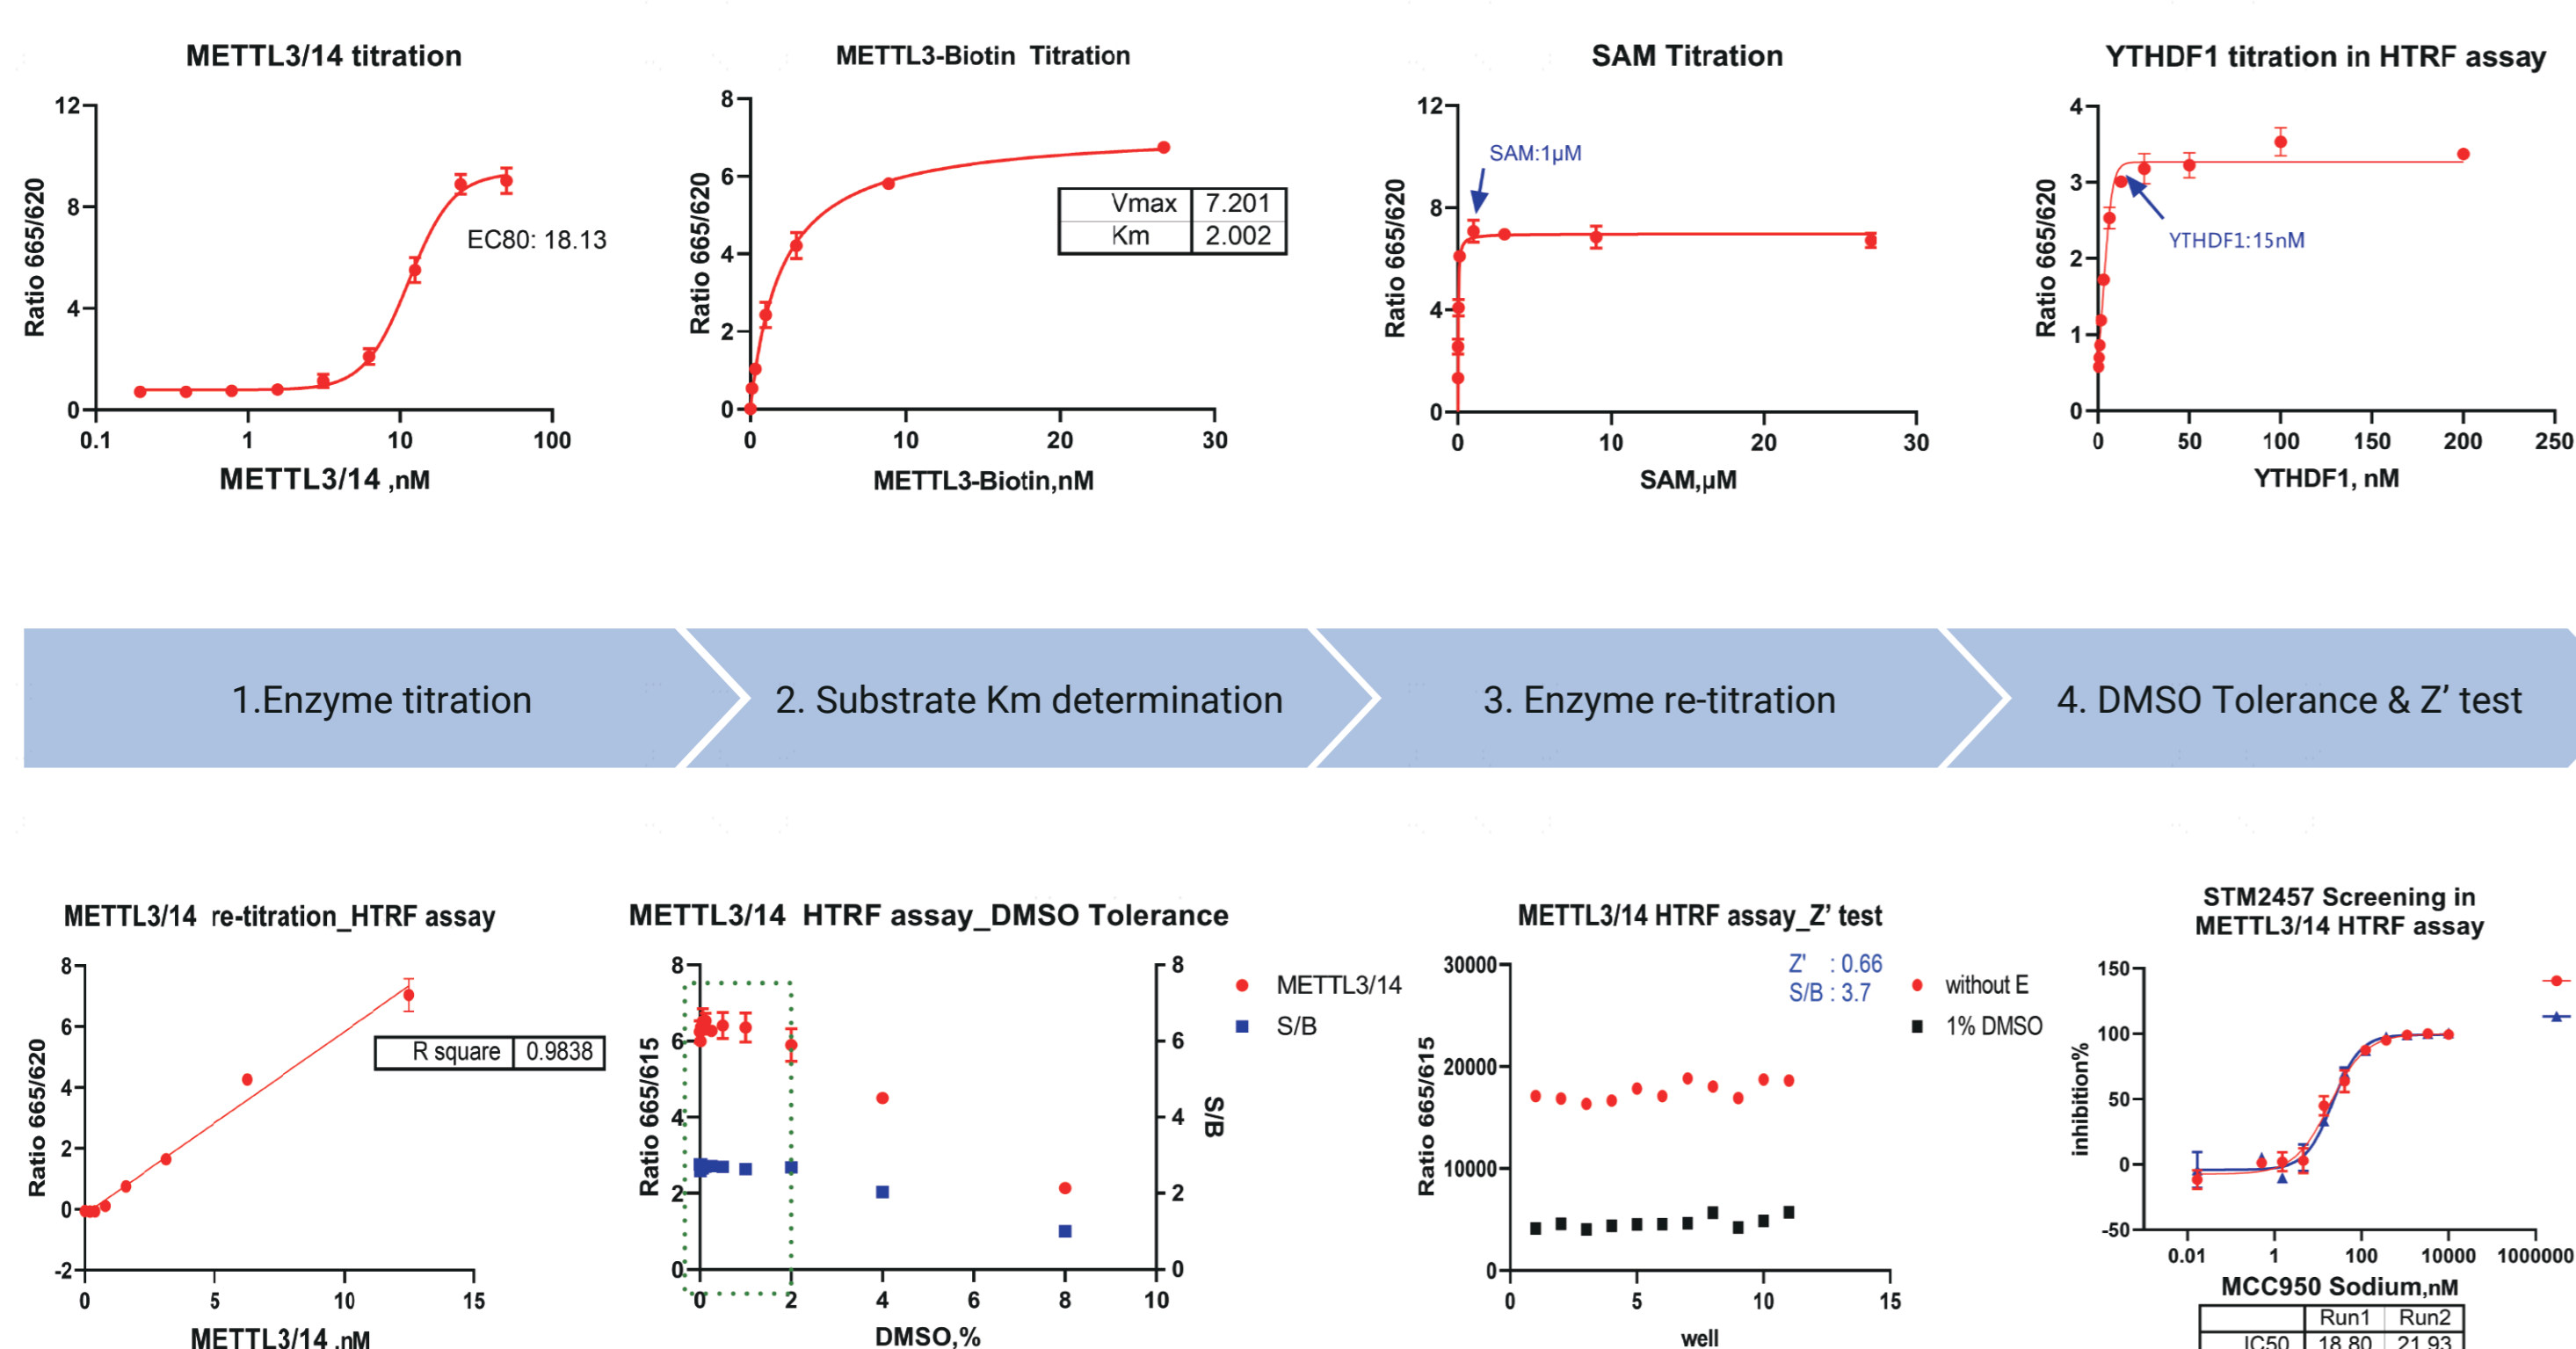 METTL3/14 titration
12
8
4
0
0.1 1 10 100
Ratio 665/620
METTL3/14 ,nM
EC80: 18.13
METTL3-Biotin Titration
8
6
4
2
0
0 10 20 30
Ratio 665/620
METTL3-Biotin,nM
Vmax 7.201
Km 2.002
SAM Titration
12
8
4
0
0 10 20 30
Ratio 665/620
SAM,µM
SAM:1µM
YTHDF1 titration in HTRF assay
4
3
2
1
0
0 50 100 150 200 250
Ratio 665/620
YTHDF1, nM
YTHDF1:15nM
1.Enzyme titration
2. Substrate Km determination
3. Enzyme re-titration
4. DMSO Tolerance & Z’ test
METTL3/14 re-titration_HTRF assay
8
6
4
2
0
-2
0 5 10 15
Ratio 665/620
METTL3/14 ,nM
R square 0.9838
METTL3/14 HTRF assay_DMSO Tolerance
8
6
4
2
0
0 2 4 6 8 10
8
6
4
2
0
Ratio 665/615
S/B
DMSO,%
METTL3/14
S/B
METTL3/14 HTRF assay_Z’ test
30000
20000
10000
0
0 5 10 15
Ratio 665/615
well
Z' : 0.66
S/B : 3.7
without E
1% DMSO
STM2457 Screening in
METTL3/14 HTRF assay
150
100
50
0
-50
0.01 1 100 10000 1000000
inhibition%
MCC950 Sodium,nM
Run1 Run2
IC50 18.80 21.93